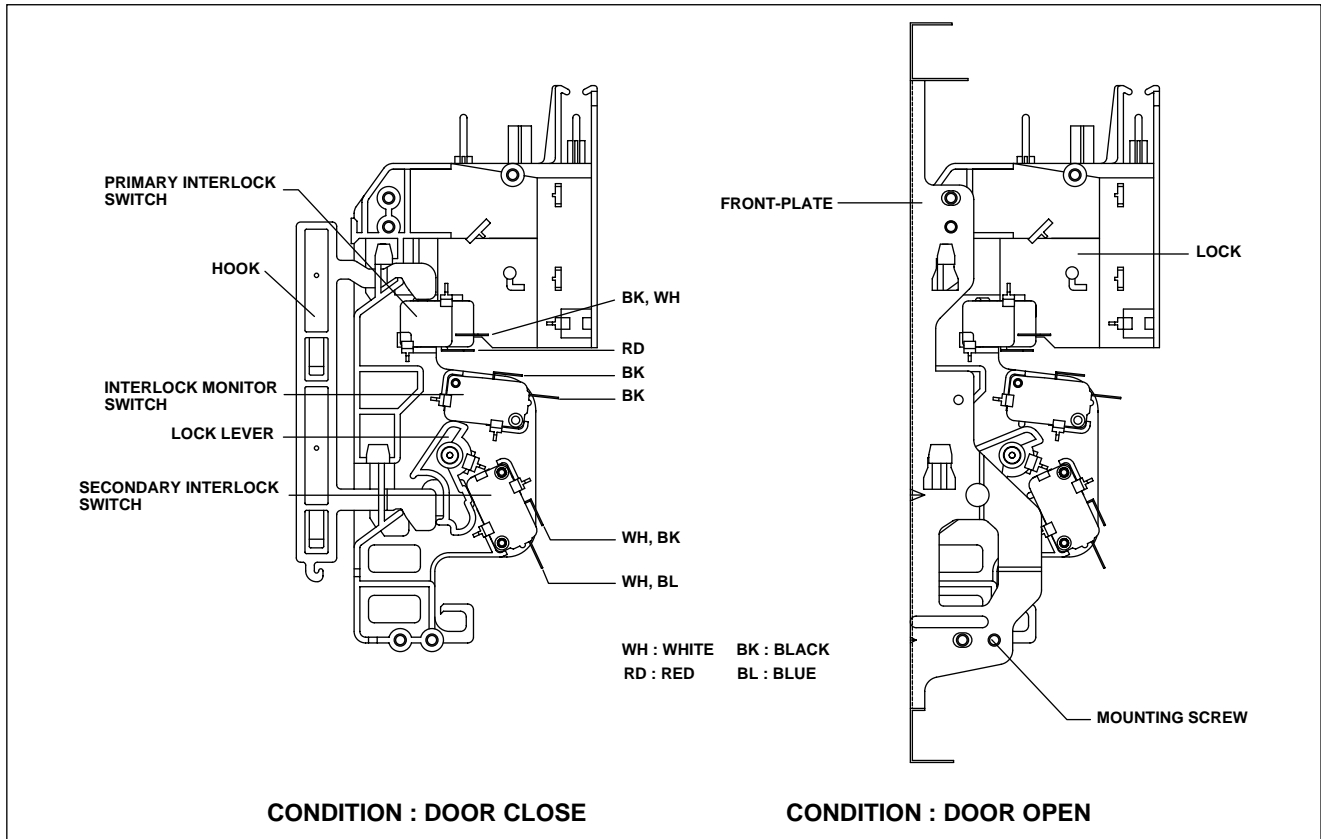 PRIMARY INTERLOCK
SWITCH
HOOK
INTERLOCK MONITOR
SWITCH
LOCK LEVER
SECONDARY INTERLOCK
SWITCH
BK, WH
RD
BK
BK
WH, BK
WH, BL
WH : WHITE BK : BLACK
RD : RED BL : BLUE
FRONT-PLATE
LOCK
MOUNTING SCREW
CONDITION : DOOR CLOSE
CONDITION : DOOR OPEN